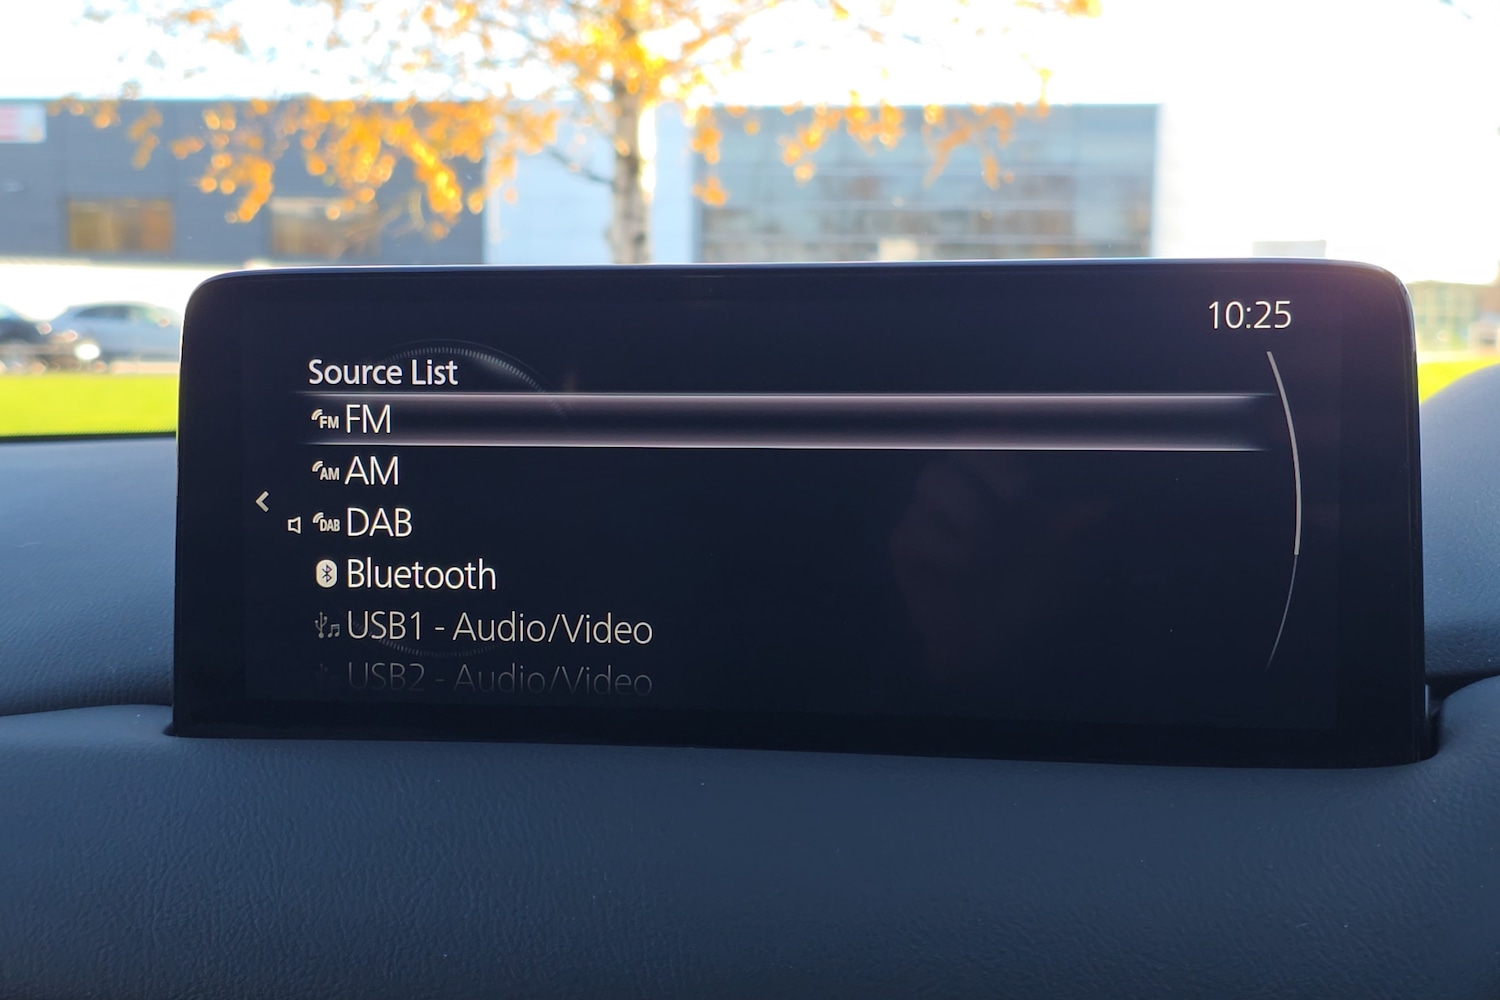 10:25
Source List
FM FM
AM AM
DAB DAB
Bluetooth
USB1 - Audio/Video
USB2 - Audio/Video